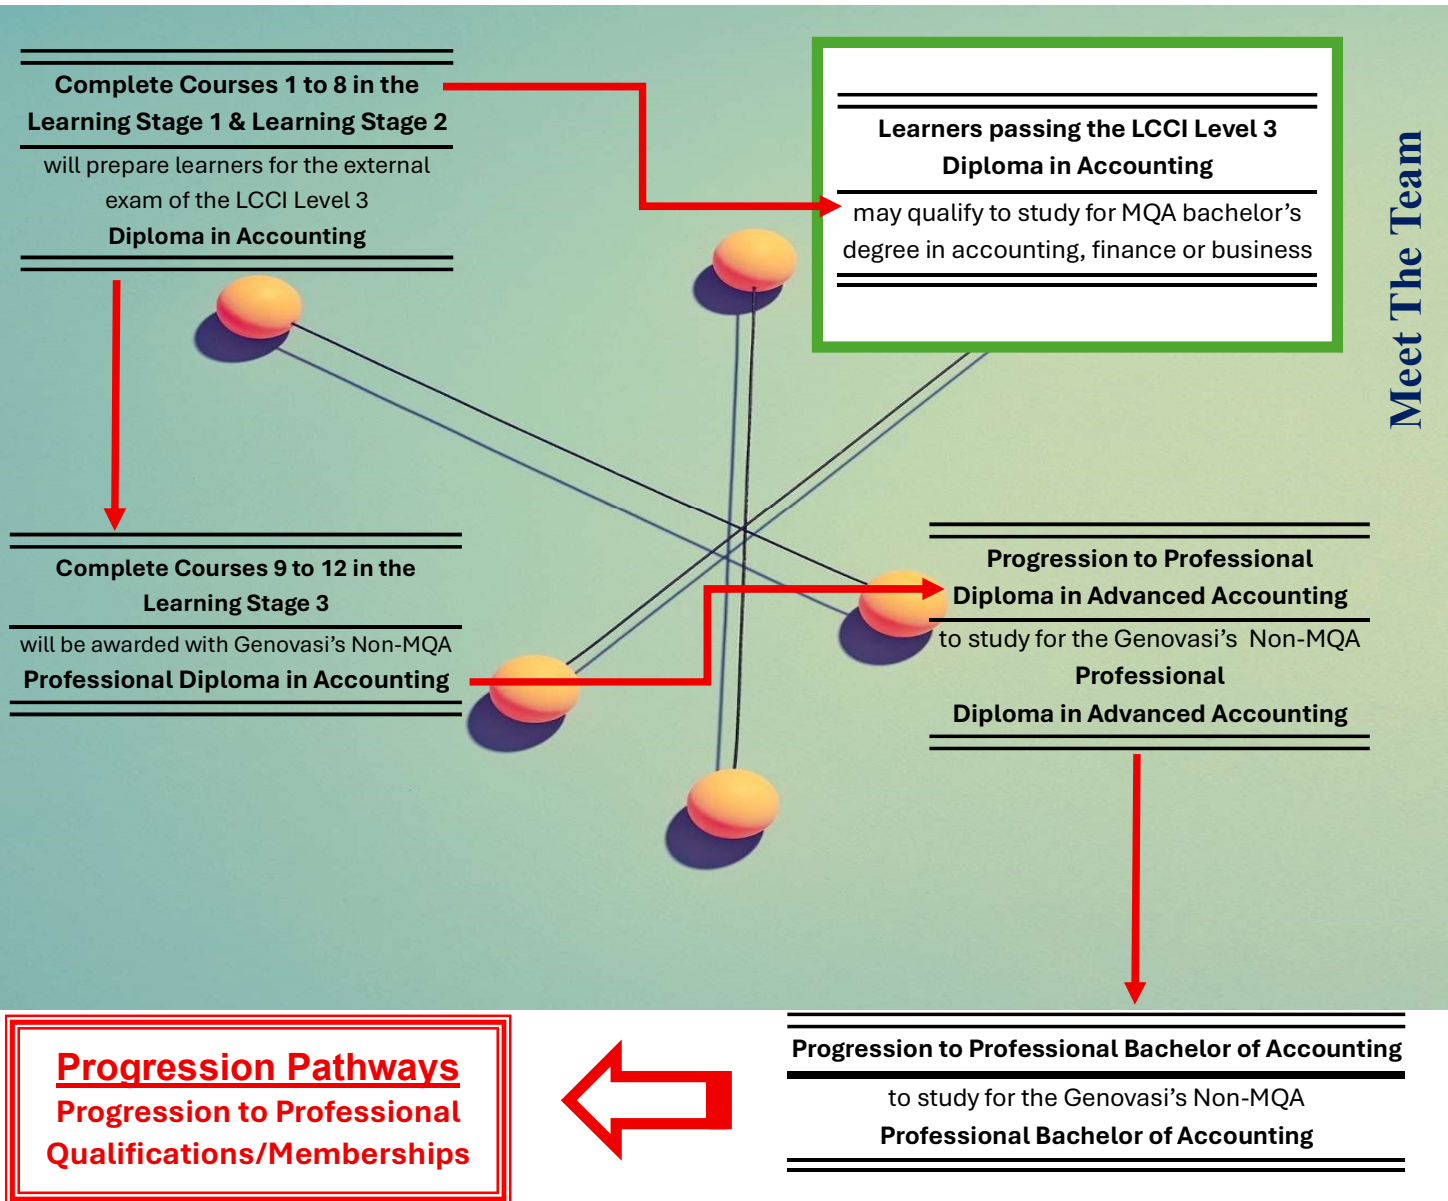 Complete Courses 1 to 8 in the
Learning Stage 1 & Learning Stage 2
will prepare learners for the external
exam of the LCCI Level 3
Diploma in Accounting
Learners passing the LCCI Level 3
Diploma in Accounting
may qualify to study for MQA bachelor’s
degree in accounting, finance or business
Meet The Team
Complete Courses 9 to 12 in the
Learning Stage 3
will be awarded with Genovasi’s Non-MQA
Professional Diploma in Accounting
Progression to Professional
Diploma in Advanced Accounting
to study for the Genovasi’s Non-MQA
Professional
Diploma in Advanced Accounting
Progression to Professional Bachelor of Accounting
to study for the Genovasi’s Non-MQA
Professional Bachelor of Accounting
Progression Pathways
Progression to Professional
Qualifications/Memberships